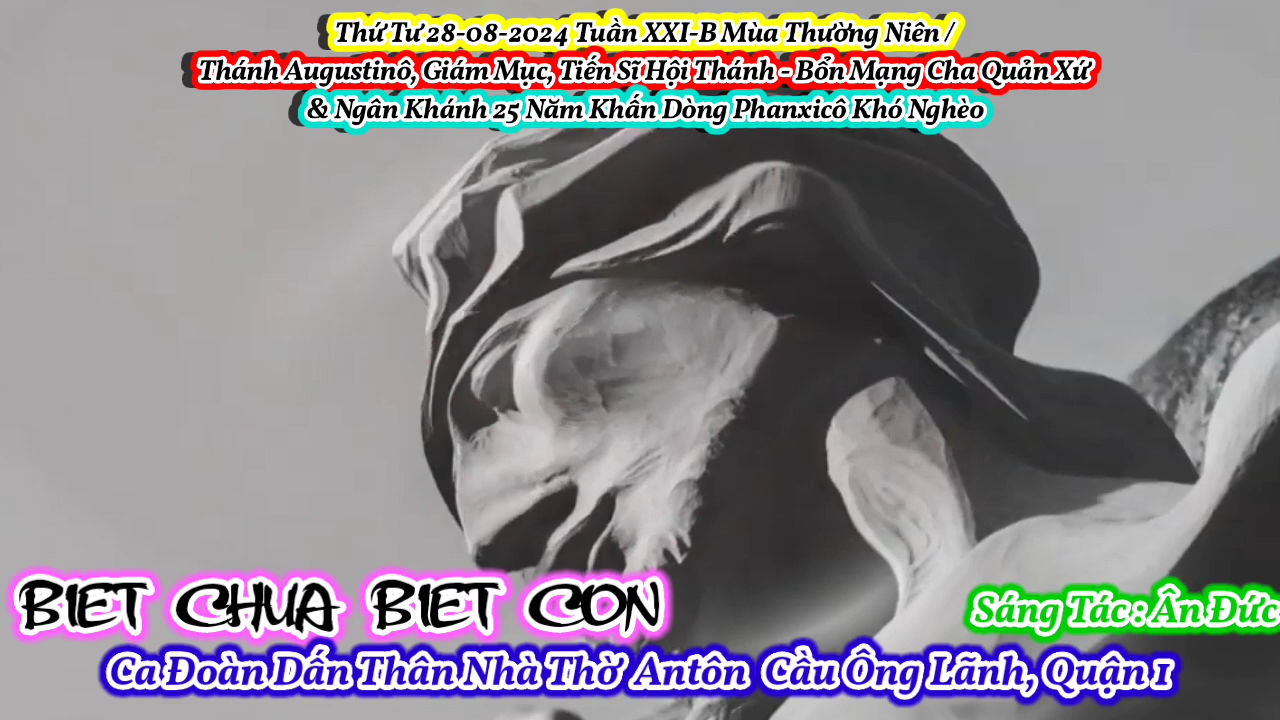 Thứ Tư 28-08-2024 Tuần XXI-B Mùa Thường Niên /
Thánh Augustinô, Giám Mục, Tiến Sĩ Hội Thánh - Bổn Mạng Cha Quản Xứ
& Ngân Khánh 25 Năm Khấn Dòng Phanxicô Khó Nghèo
BIET CHUA BIET CON
Sáng Tác : Ân Đức
Ca Đoàn Dấn Thân Nhà Thờ Antôn Cầu Ông Lãnh, Quận 1